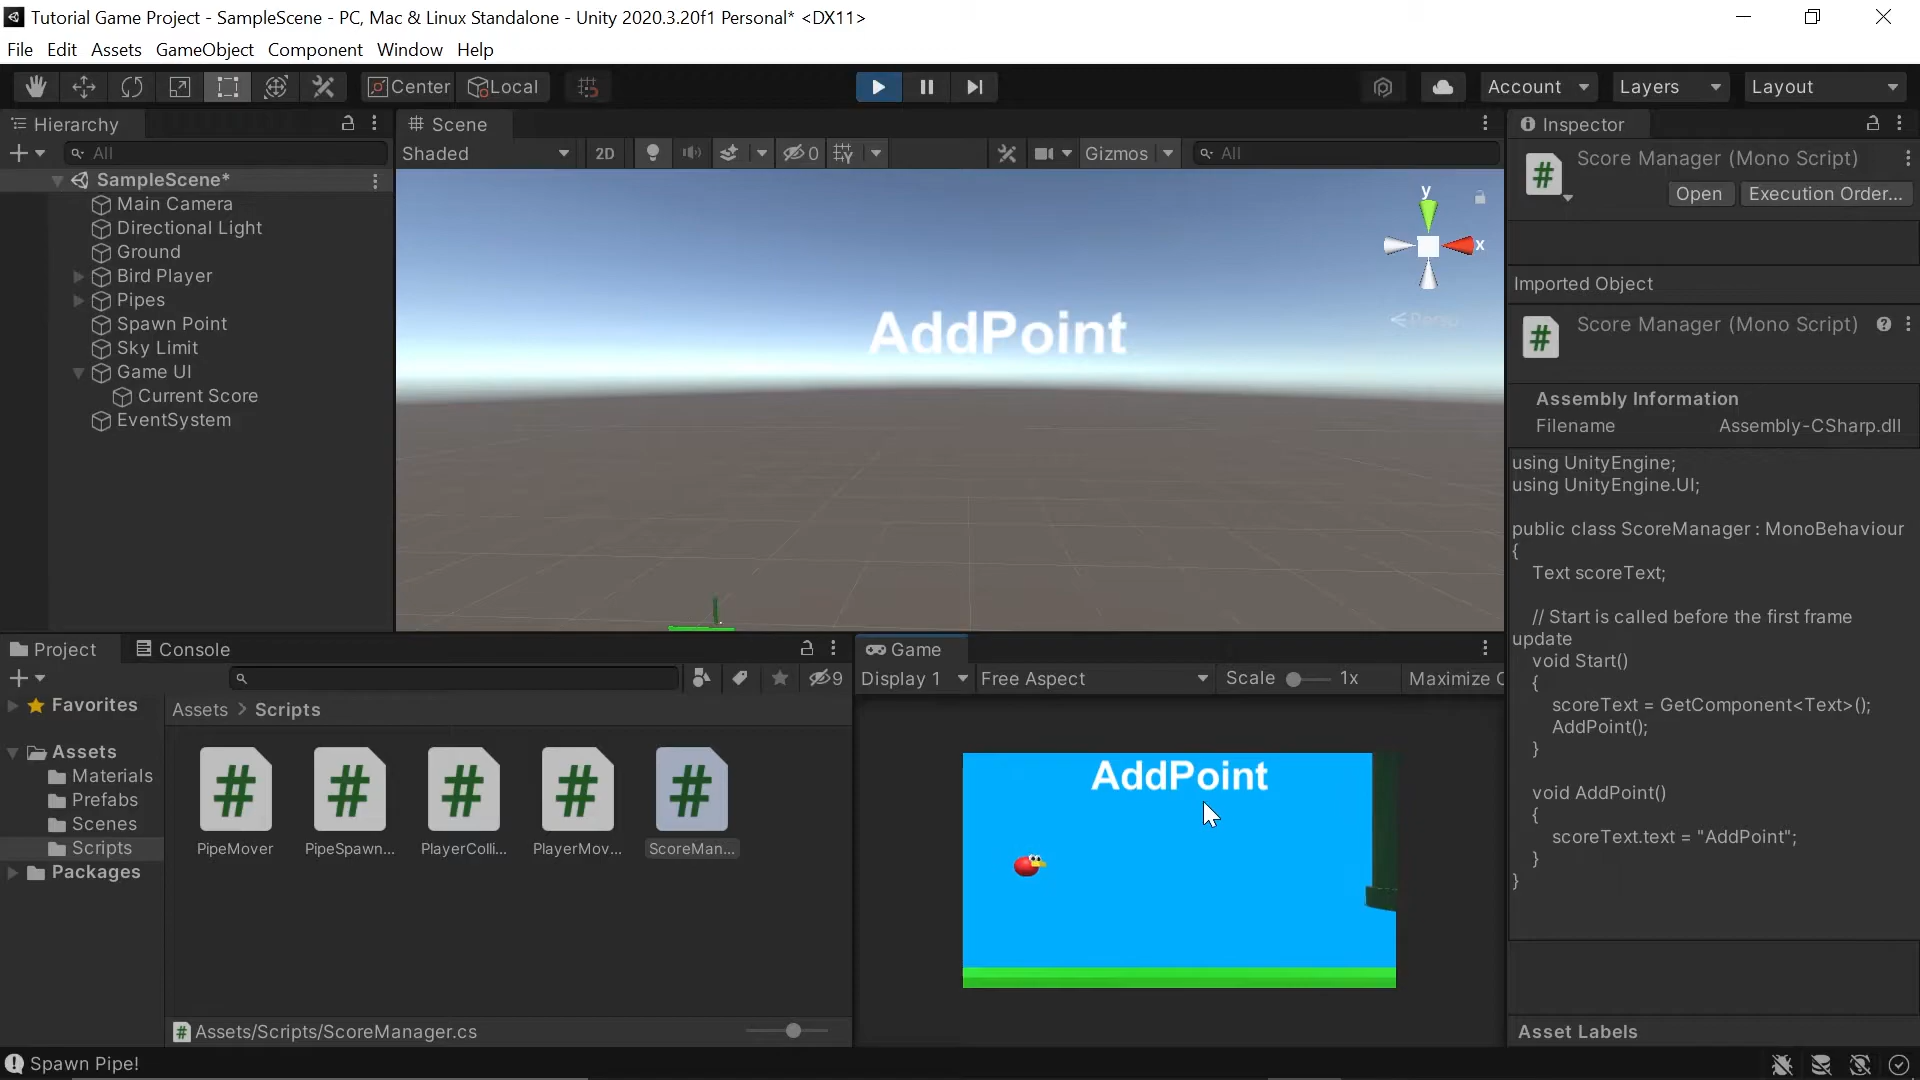 Tutorial Game Project - SampleScene - PC, Mac & Linux Standalone - Unity 2020.3.20f1 Personal* <DX11>
File Edit Assets GameObject Component Window Help
Center Local Account Layers Layout
Hierarchy
All
SampleScene*
Main Camera
Directional Light
Ground
Bird Player
Pipes
Spawn Point
Sky Limit
Game UI
Current Score
EventSystem
Scene
Shaded 2D 0 Gizmos All
y
x
< Persp
AddPoint
Inspector
Score Manager (Mono Script)
Open Execution Order...
Imported Object
Score Manager (Mono Script)
Assembly Information
Filename Assembly-CSharp.dll
using UnityEngine;
using UnityEngine.UI;
public class ScoreManager : MonoBehaviour
{
Text scoreText;
// Start is called before the first frame
update
void Start()
{
scoreText = GetComponent<Text>();
AddPoint();
}
void AddPoint()
{
scoreText.text = "AddPoint";
}
}
Asset Labels
Project Console
9
Favorites
Assets
Materials
Prefabs
Scenes
Scripts
Packages
Assets > Scripts
PipeMover PipeSpawn... PlayerColli... PlayerMov... ScoreMan...
Assets/Scripts/ScoreManager.cs
Game
Display 1 Free Aspect Scale 1x Maximize
AddPoint
Spawn Pipe!